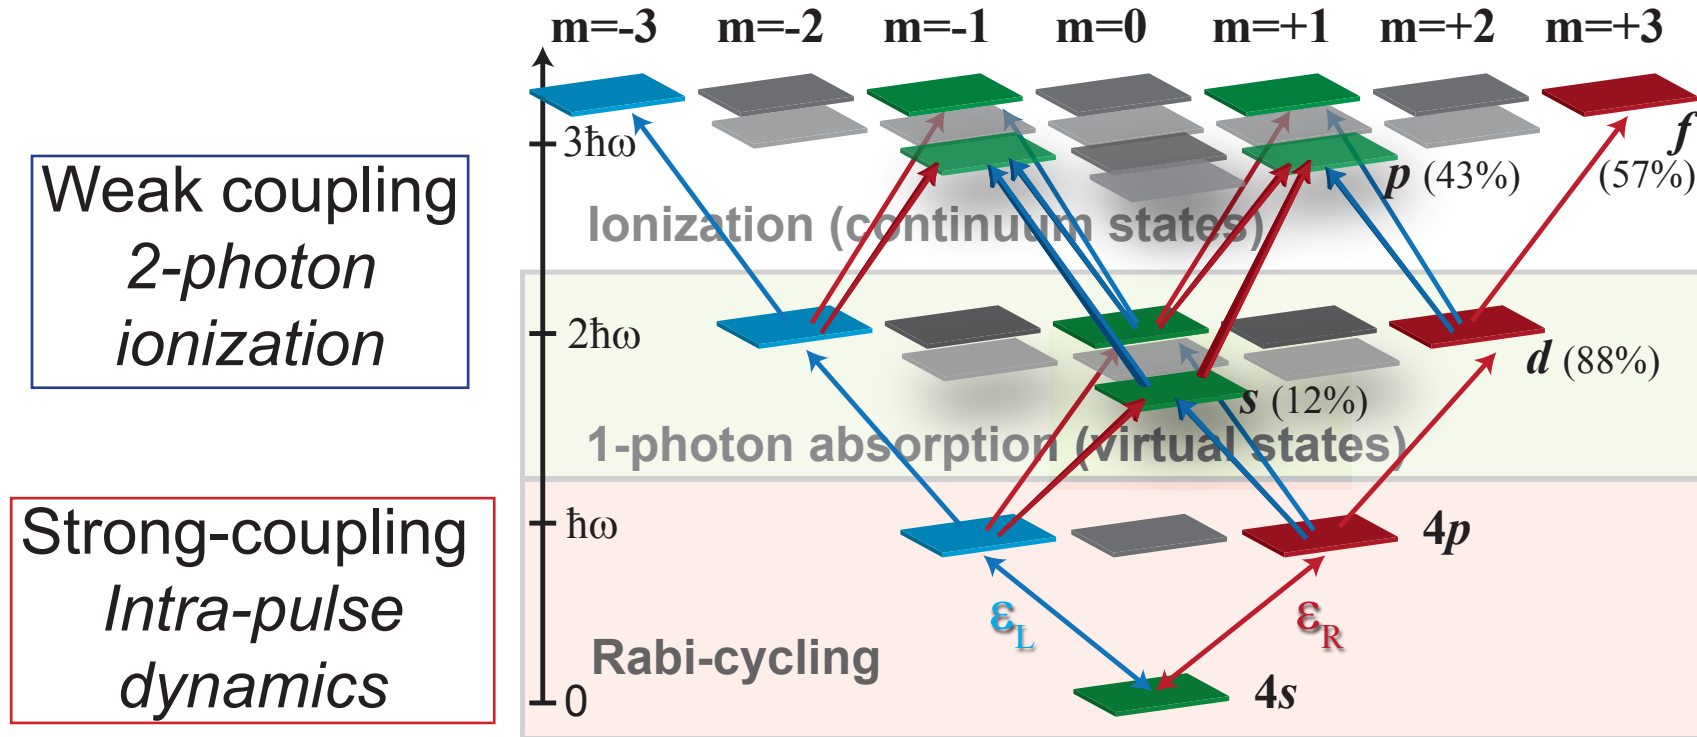 m=-3 m=-2 m=-1 m=0 m=+1 m=+2 m=+3
3ħω
f
p (43%)
(57%)
Weak coupling
2-photon
ionization
Ionization (continuum states)
2ħω
d (88%)
s (12%)
1-photon absorption (virtual states)
Strong-coupling
Intra-pulse
dynamics
ħω
4p
εL
εR
Rabi-cycling
0
4s